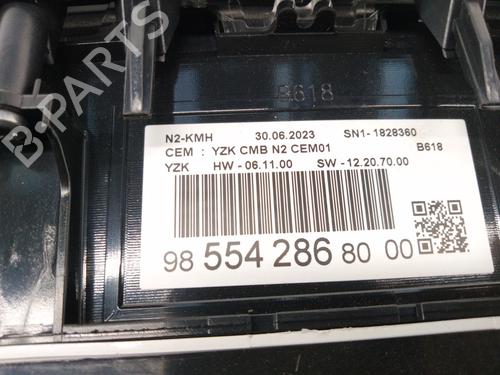 B-PARTS
B618
N2-KMH 30.06.2023 SN1- 1828360
CEM : YZK CMB N2 CEM01 B618
YZK HW - 06.11.00 SW - 12.20.70.00
98 554 286 80 00